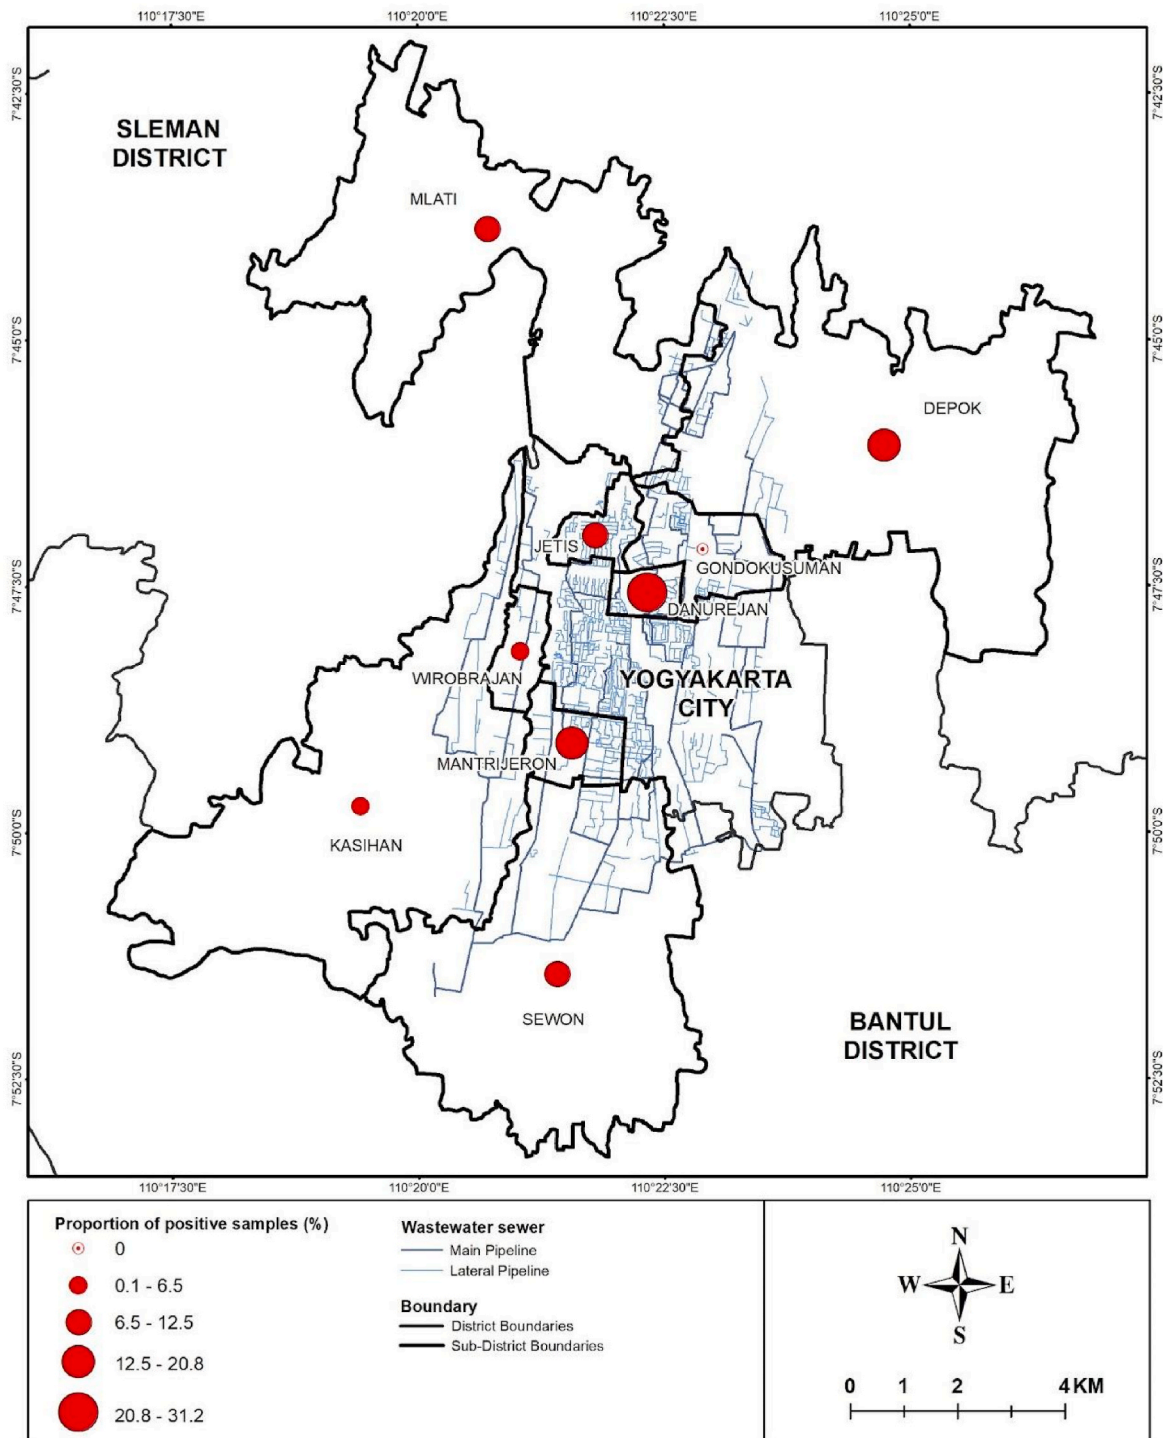 110°17'30"E 110°20'0"E 110°22'30"E 110°25'0"E
7°42'30"S
7°42'30"S
SLEMAN
DISTRICT
MLATI
7°45'0"S
7°45'0"S
DEPOK
JETIS
GONDOKUSUMAN
7°47'30"S
7°47'30"S
DANUREJAN
WIROBRAJAN
YOGYAKARTA
CITY
MANTRIJERON
7°50'0"S
7°50'0"S
KASIHAN
SEWON
BANTUL
DISTRICT
7°52'30"S
7°52'30"S
110°17'30"E 110°20'0"E 110°22'30"E 110°25'0"E
Proportion of positive samples (%)
0
0.1 - 6.5
6.5 - 12.5
12.5 - 20.8
20.8 - 31.2
Wastewater sewer
Main Pipeline
Lateral Pipeline
Boundary
District Boundaries
Sub-District Boundaries
N
W E
S
0 1 2 4 KM